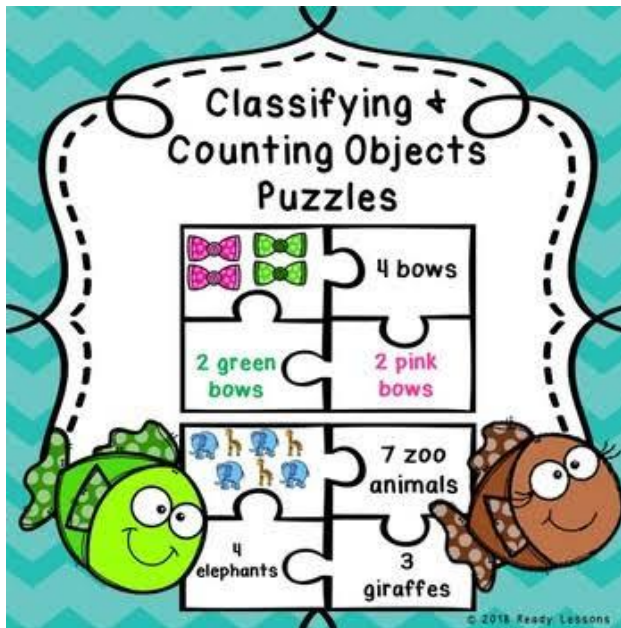 Classifying &
Counting Objects
Puzzles
4 bows
2 green
bows
2 pink
bows
7 zoo
animals
4
elephants
3
giraffes
© 2018 Ready Lessons